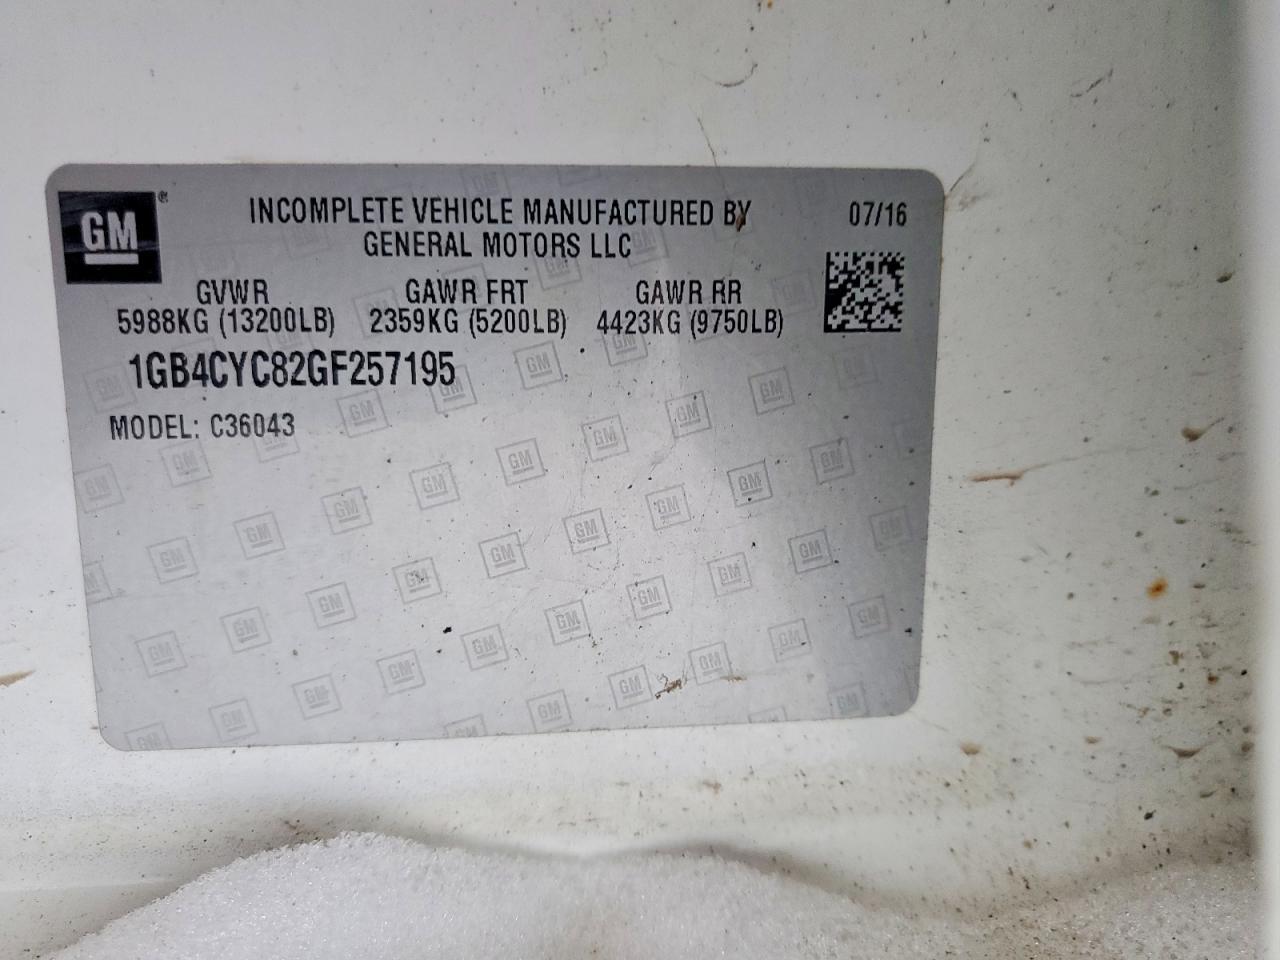 GM ®
INCOMPLETE VEHICLE MANUFACTURED BY
07/16
GENERAL MOTORS LLC
GVWR GAWR FRT GAWR RR
5988KG (13200LB) 2359KG (5200LB) 4423KG (9750LB)
1GB4CYC82GF257195
MODEL: C36043